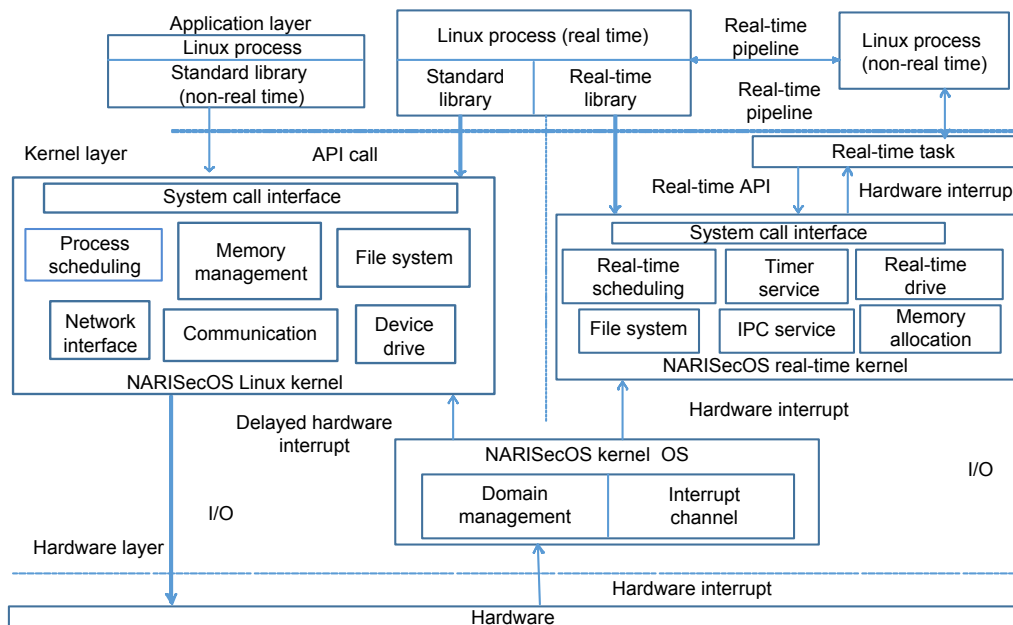 Application layer
Linux process
Standard library
(non-real time)
Linux process (real time)
Standard
library
Real-time
library
Real-time
pipeline
Linux process
(non-real time)
Real-time
pipeline
Kernel layer
API call
Real-time task
Real-time API
Hardware interrupt
System call interface
Process
scheduling
Memory
management
File system
Network
interface
Communication
Device
drive
NARISecOS Linux kernel
System call interface
Real-time
scheduling
Timer
service
Real-time
drive
File system
IPC service
Memory
allocation
NARISecOS real-time kernel
Delayed hardware
interrupt
Hardware interrupt
NARISecOS kernel OS
Domain
management
Interrupt
channel
I/O
I/O
Hardware layer
Hardware interrupt
Hardware